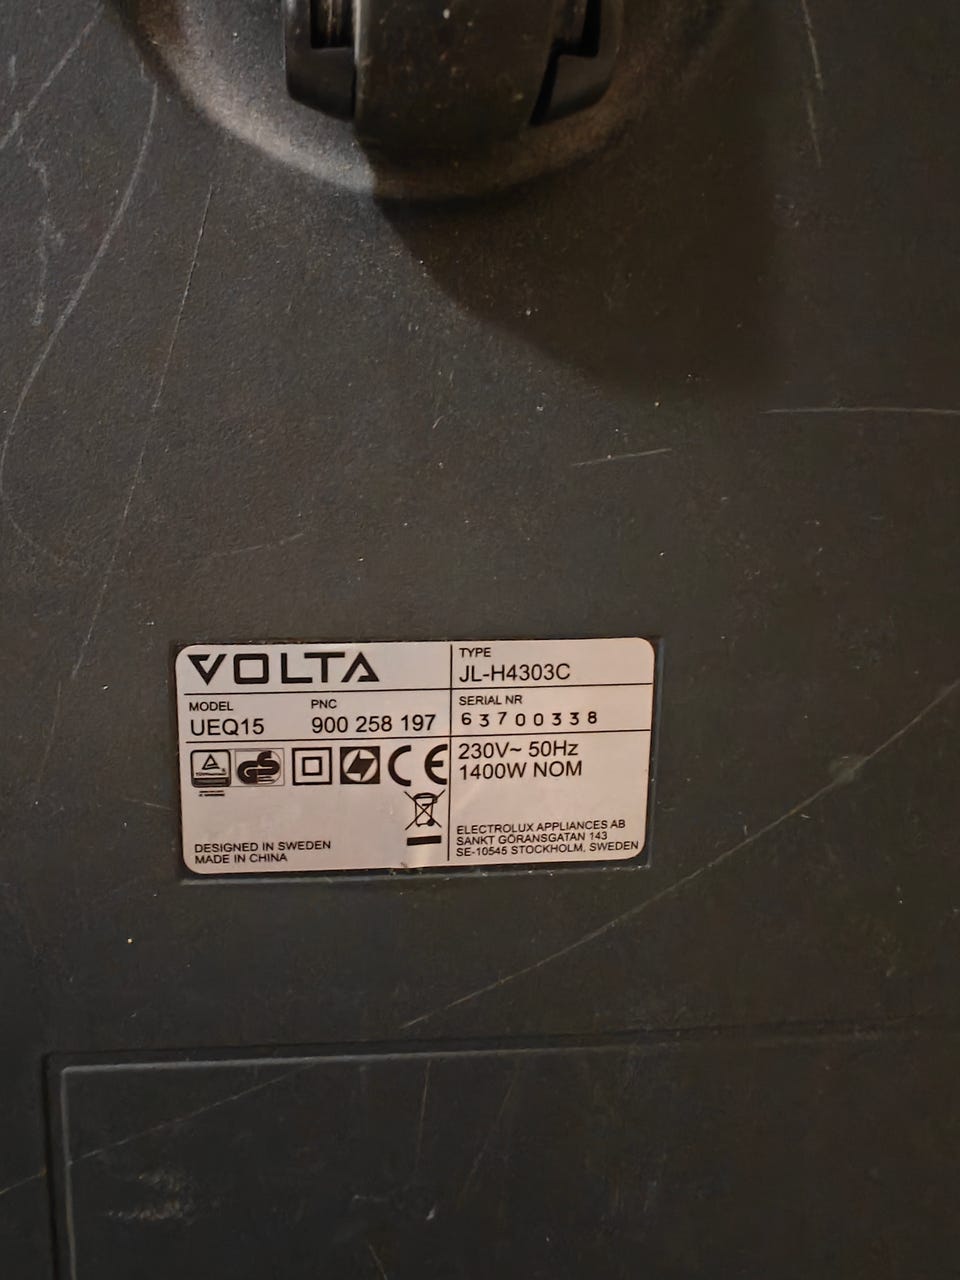 VOLTA
TYPE
JL-H4303C
MODEL PNC
UEQ15 900 258 197
SERIAL NR
63700338
230V~ 50Hz
1400W NOM
CE
DESIGNED IN SWEDEN
MADE IN CHINA
ELECTROLUX APPLIANCES AB
SANKT GÖRANSGATAN 143
SE-10545 STOCKHOLM, SWEDEN